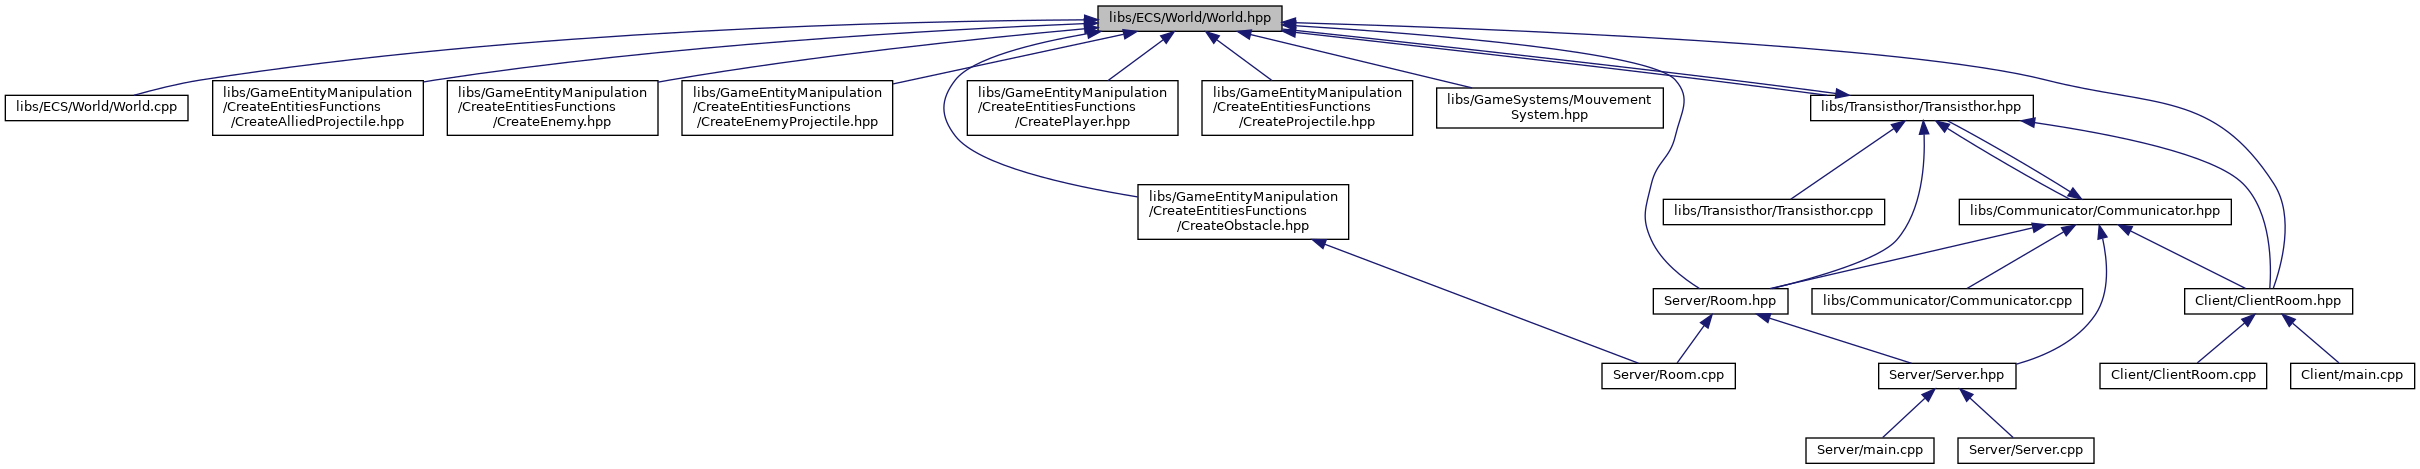 libs/ECS/World/World.hpp
libs/ECS/World/World.cpp
libs/GameEntityManipulation
/CreateEntitiesFunctions
/CreateAlliedProjectile.hpp
libs/GameEntityManipulation
/CreateEntitiesFunctions
/CreateEnemy.hpp
libs/GameEntityManipulation
/CreateEntitiesFunctions
/CreateEnemyProjectile.hpp
libs/GameEntityManipulation
/CreateEntitiesFunctions
/CreatePlayer.hpp
libs/GameEntityManipulation
/CreateEntitiesFunctions
/CreateProjectile.hpp
libs/GameSystems/Mouvement
System.hpp
libs/Transisthor/Transisthor.hpp
libs/GameEntityManipulation
/CreateEntitiesFunctions
/CreateObstacle.hpp
libs/Transisthor/Transisthor.cpp
libs/Communicator/Communicator.hpp
Server/Room.hpp
libs/Communicator/Communicator.cpp
Client/ClientRoom.hpp
Server/Room.cpp
Server/Server.hpp
Client/ClientRoom.cpp
Client/main.cpp
Server/main.cpp
Server/Server.cpp